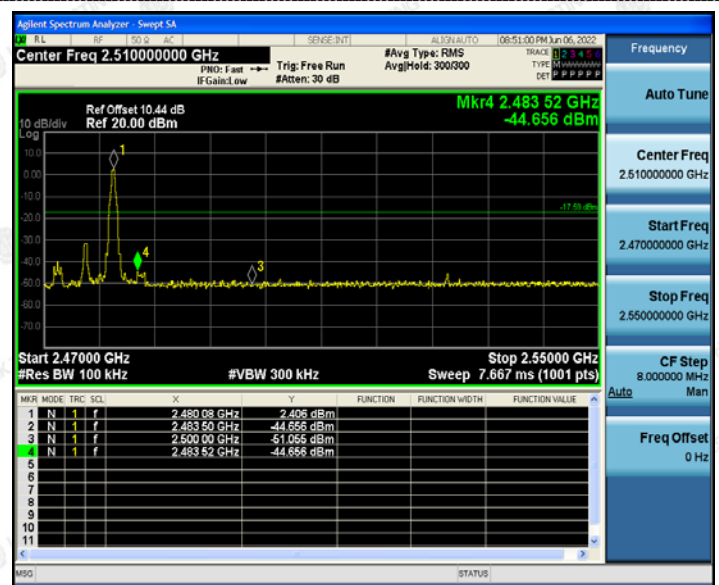 Agilent Spectrum Analyzer - Swept SA
RL RF 50 Ω AC SENSE:INT ALIGNAUTO 08:51:00 PM Jun 06, 2022
Center Freq 2.510000000 GHz
PNO: Fast
IFGain:Low
Trig: Free Run
#Atten: 30 dB
#Avg Type: RMS
Avg|Hold: 300/300
TRACE 1 2 3 4 5 6
TYPE M W W W W W
DET P P P P P P
Ref Offset 10.44 dB
Ref 20.00 dBm
10 dB/div
Log
Mkr4 2.483 52 GHz
-44.656 dBm
10.0
0.00
-10.0
-20.0
-30.0
-40.0
-50.0
-60.0
-70.0
1
4
3
-17.59 dBm
Start 2.47000 GHz
Stop 2.55000 GHz
#Res BW 100 kHz
#VBW 300 kHz
Sweep 7.667 ms (1001 pts)
MKR MODE TRC SCL X Y FUNCTION FUNCTION WIDTH FUNCTION VALUE
1 N 1 f 2.480 08 GHz 2.406 dBm
2 N 1 f 2.483 50 GHz -44.656 dBm
3 N 1 f 2.500 00 GHz -51.055 dBm
4 N 1 f 2.483 52 GHz -44.656 dBm
5
6
7
8
9
10
11
MSG
STATUS
Frequency
Auto Tune
Center Freq
2.510000000 GHz
Start Freq
2.470000000 GHz
Stop Freq
2.550000000 GHz
CF Step
8.000000 MHz
Auto Man
Freq Offset
0 Hz